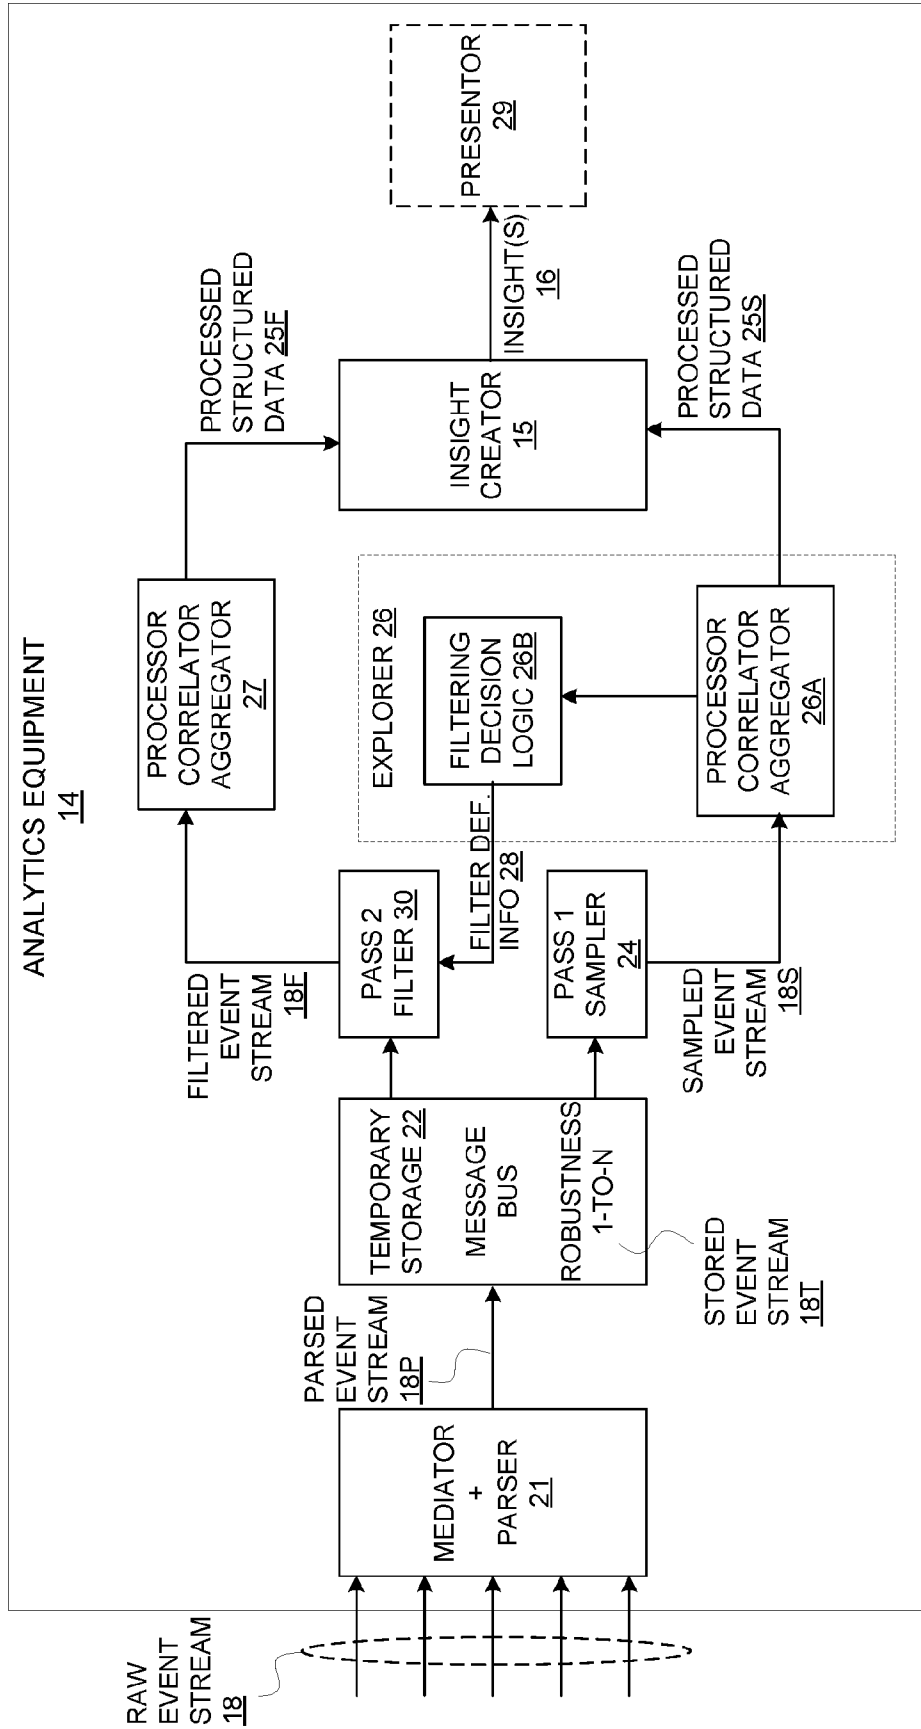 ANALYTICS EQUIPMENT
14
RAW
EVENT
STREAM
18
MEDIATOR
+
PARSER
21
PARSED
EVENT
STREAM
18P
TEMPORARY
STORAGE 22
MESSAGE
BUS
ROBUSTNESS
1-TO-N
STORED
EVENT
STREAM
18T
FILTERED
EVENT
STREAM
18F
PASS 2
FILTER 30
FILTER DEF.
INFO 28
PASS 1
SAMPLER
24
SAMPLED
EVENT
STREAM
18S
PROCESSOR
CORRELATOR
AGGREGATOR
27
EXPLORER 26
FILTERING
DECISION
LOGIC 26B
PROCESSOR
CORRELATOR
AGGREGATOR
26A
PROCESSED
STRUCTURED
DATA 25F
INSIGHT
CREATOR
15
PROCESSED
STRUCTURED
DATA 25S
INSIGHT(S)
16
PRESENTOR
29